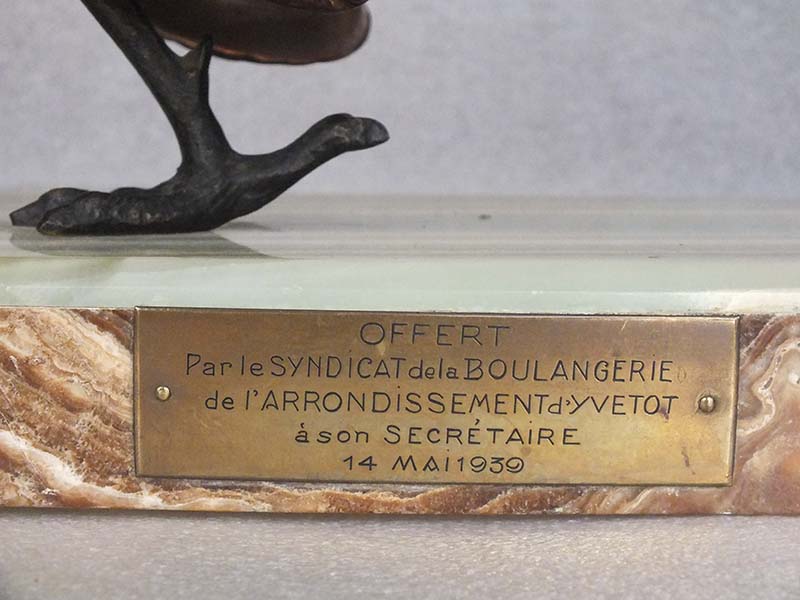 OFFERT
Par le SYNDICAT de la BOULANGERIE
de l'ARRONDISSEMENT d'YVETOT
à son SECRÉTAIRE
14 MAi 1939